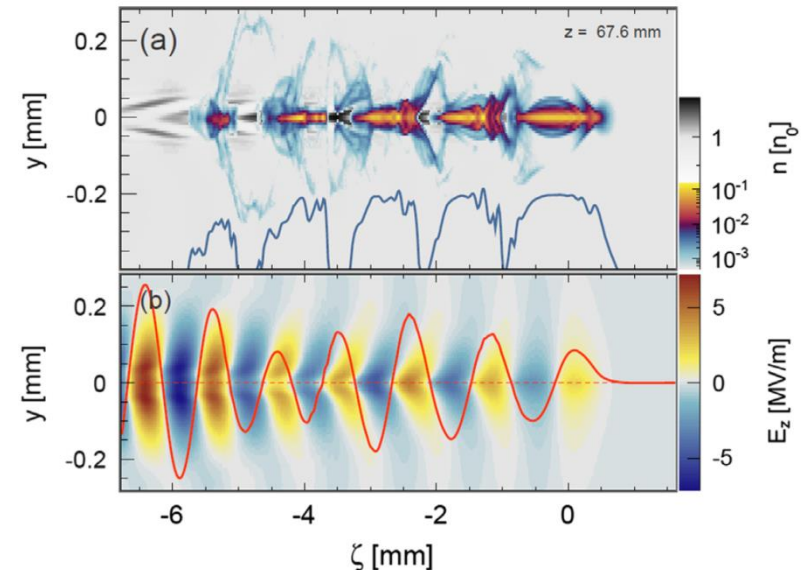 (a)
z = 67.6 mm
0.2
0
-0.2
y [mm]
1
10⁻¹
10⁻²
10⁻³
n [n₀]
(b)
0.2
0
-0.2
y [mm]
5
0
-5
E_z [MV/m]
-6
-4
-2
0
ζ [mm]